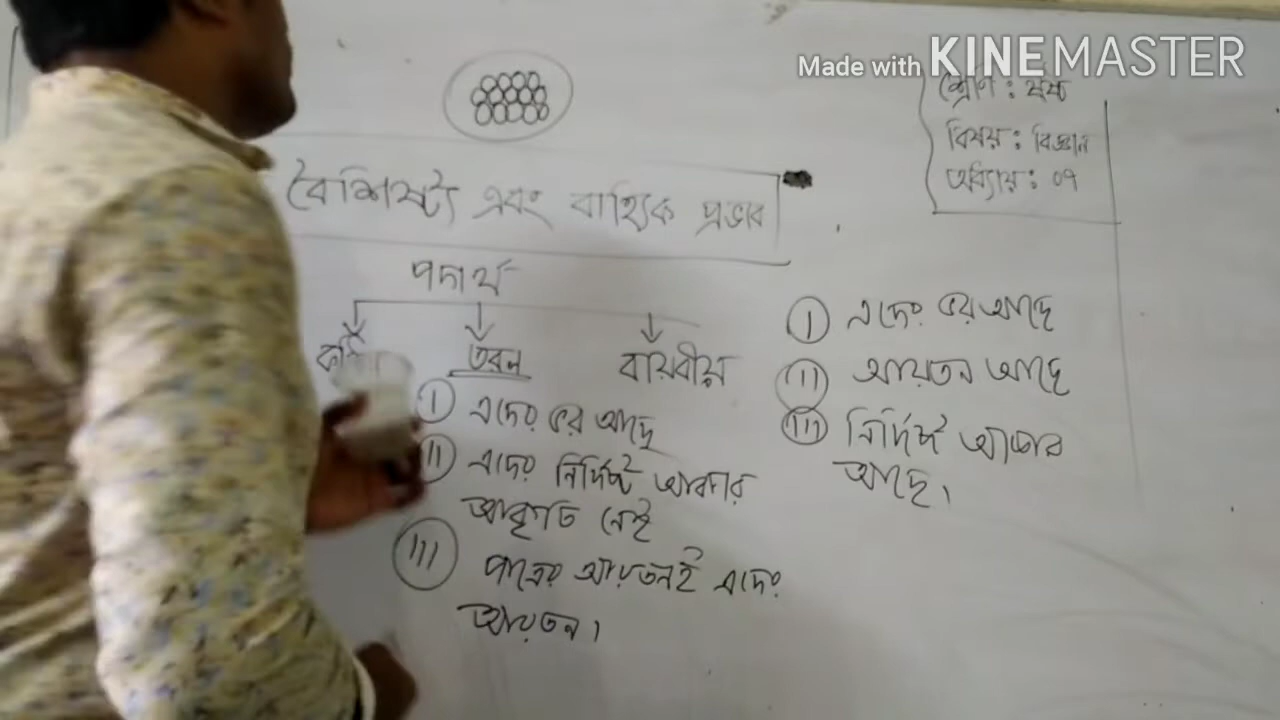 Made with KINEMASTER
শ্রেণি : ষষ্ঠ
বিষয় : বিজ্ঞান
অধ্যায় : ০৭
বৈশিষ্ট্য এবং বাহ্যিক প্রভাব
পদার্থ
তরল
বায়বীয়
I এদের ভর আছে
II এদের নির্দিষ্ট আকার
আকৃতি নেই
III পাত্রের আয়তনই এদের
আয়তন।
I এদের ভর আছে
II আয়তন আছে
III নির্দিষ্ট আকার
আছে।